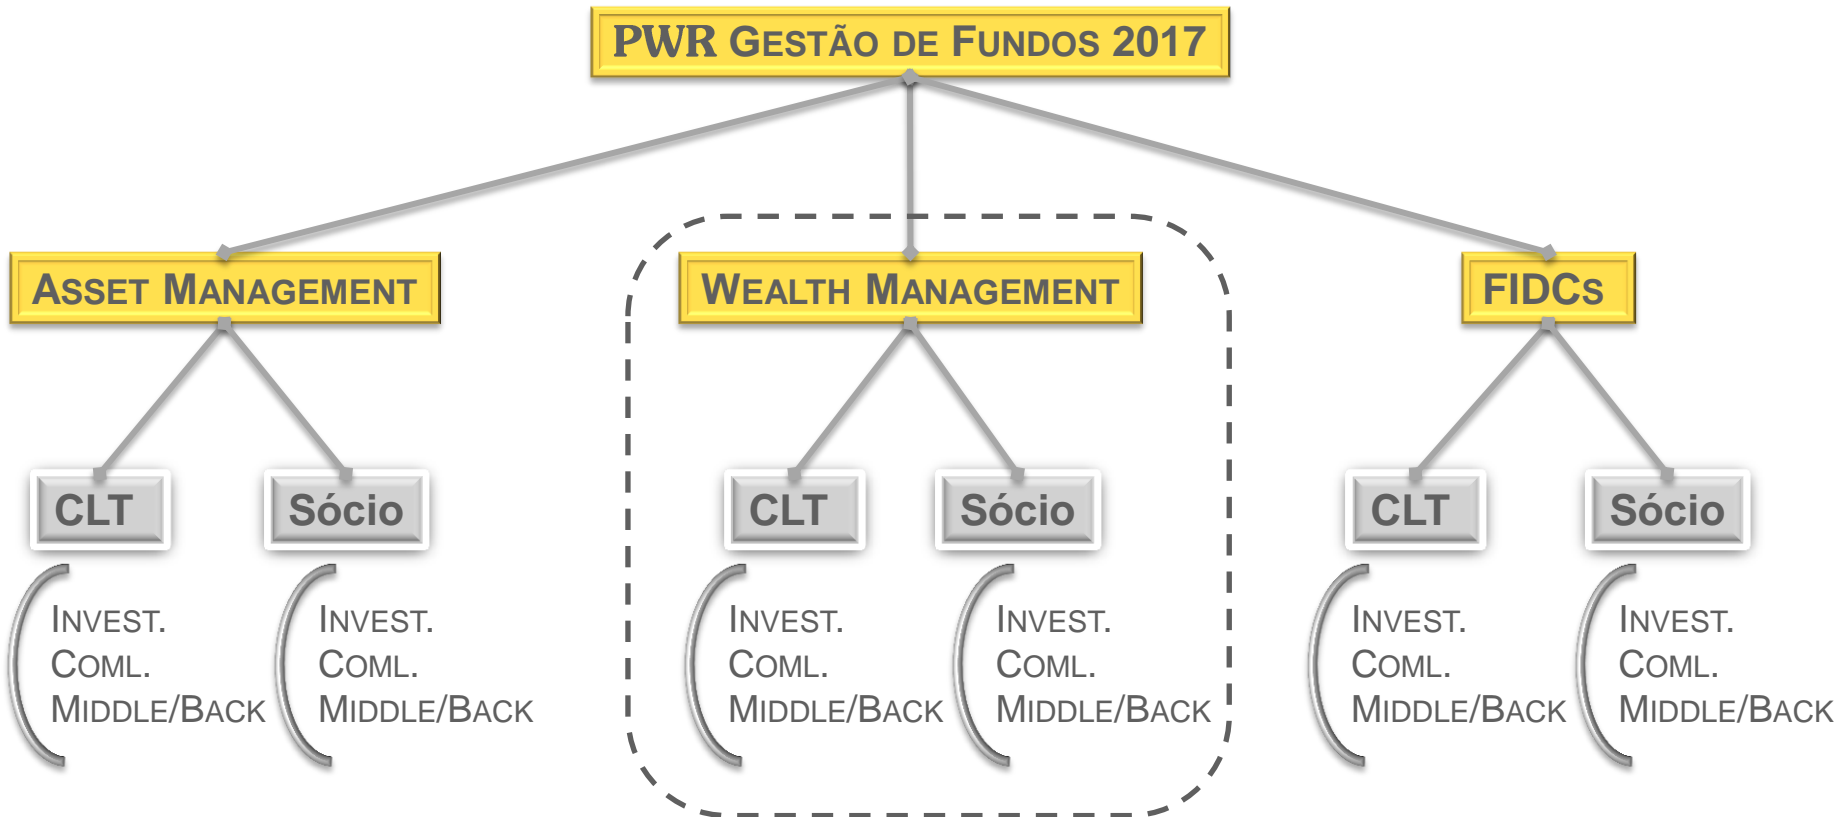 PWR GESTÃO DE FUNDOS 2017
ASSET MANAGEMENT
WEALTH MANAGEMENT
FIDCS
CLT
Sócio
CLT
Sócio
CLT
Sócio
INVEST.
COML.
MIDDLE/BACK
INVEST.
COML.
MIDDLE/BACK
INVEST.
COML.
MIDDLE/BACK
INVEST.
COML.
MIDDLE/BACK
INVEST.
COML.
MIDDLE/BACK
INVEST.
COML.
MIDDLE/BACK